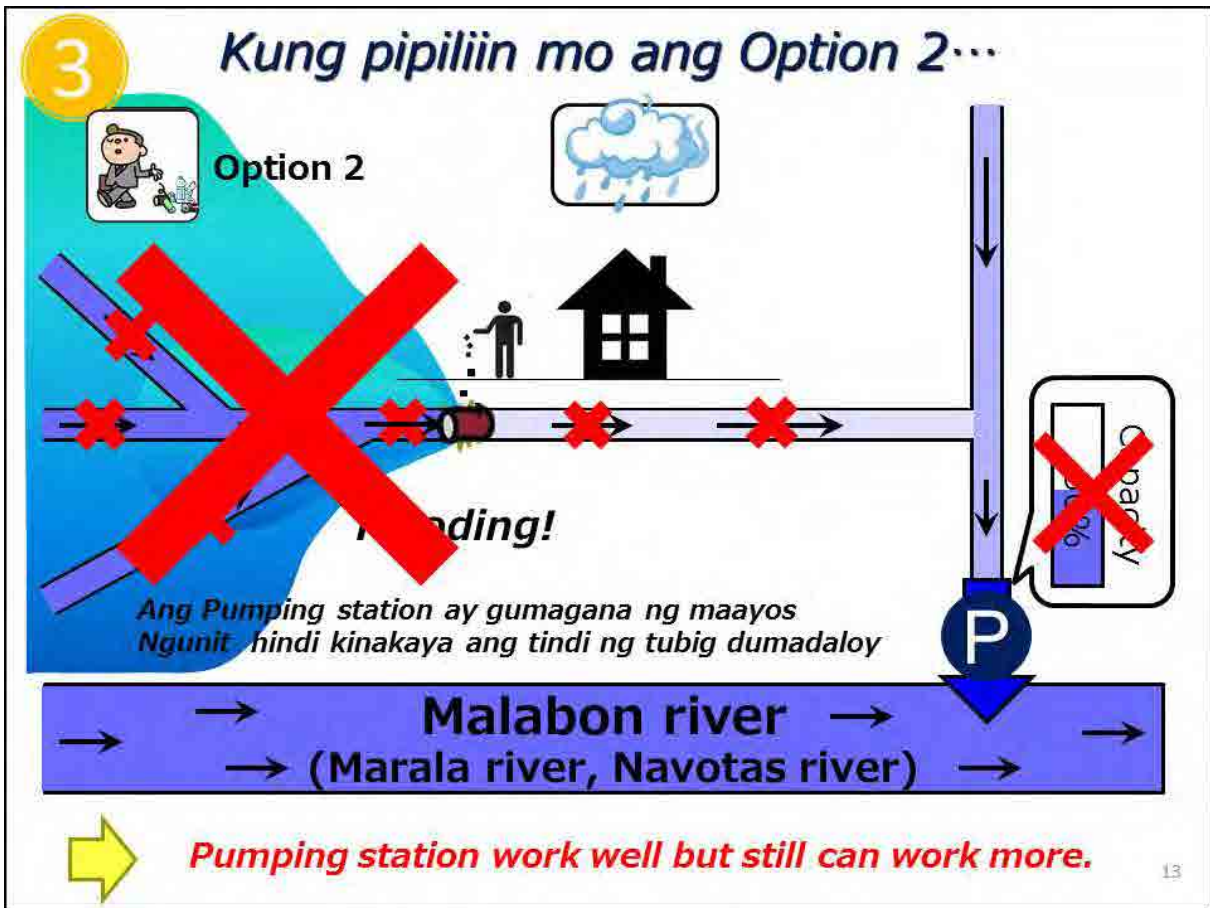 3
Kung pipiliin mo ang Option 2…
Option 2
Capacity
Ang Pumping station ay gumagana ng maayos
Ngunit hindi kinakaya ang tindi ng tubig dumadaloy
P
Malabon river
(Marala river, Navotas river)
Pumping station work well but still can work more.
13